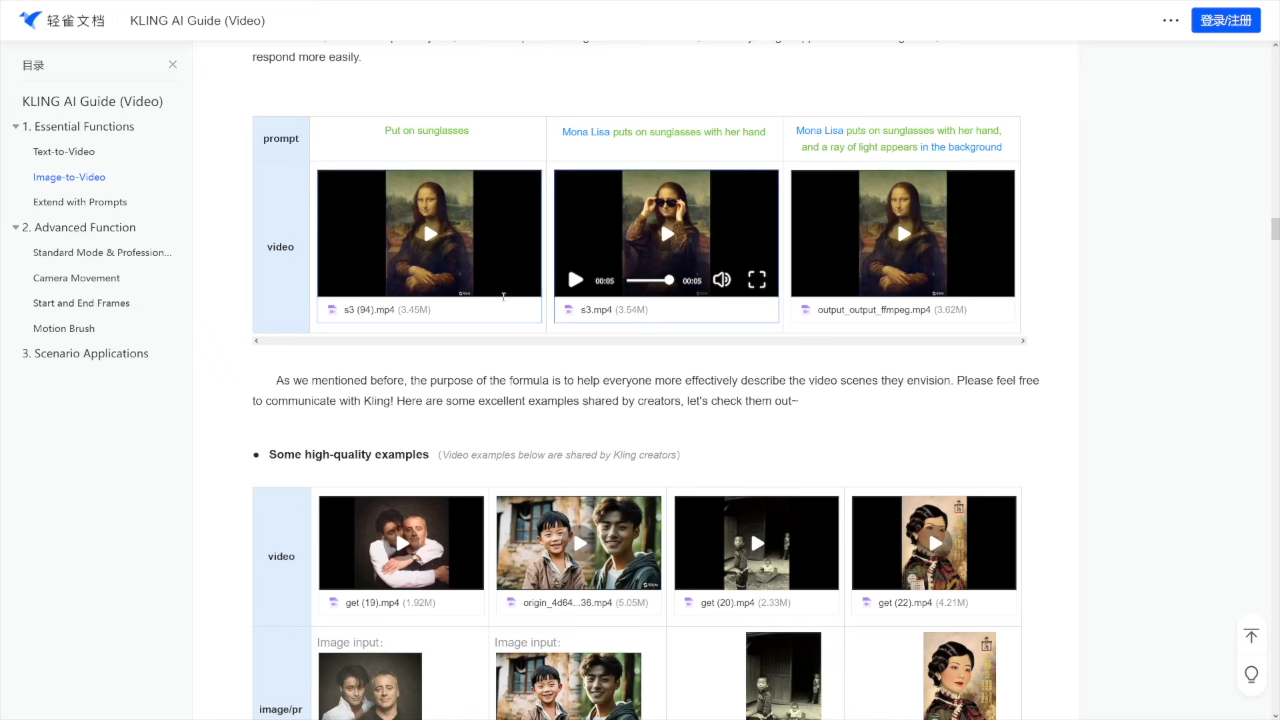 轻雀文档
KLING AI Guide (Video)
登录/注册
目录
KLING AI Guide (Video)
1. Essential Functions
Text-to-Video
Image-to-Video
Extend with Prompts
2. Advanced Function
Standard Mode & Profession...
Camera Movement
Start and End Frames
Motion Brush
3. Scenario Applications
respond more easily.
prompt
Put on sunglasses
Mona Lisa puts on sunglasses with her hand
Mona Lisa puts on sunglasses with her hand,
and a ray of light appears in the background
video
00:05
00:05
s3 (94).mp4 (3.45M)
s3.mp4 (3.54M)
output_output_ffmpeg.mp4 (3.62M)
As we mentioned before, the purpose of the formula is to help everyone more effectively describe the video scenes they envision. Please feel free
to communicate with Kling! Here are some excellent examples shared by creators, let's check them out~
● Some high-quality examples （Video examples below are shared by Kling creators）
video
get (19).mp4 (1.92M)
origin_4d64...36.mp4 (5.05M)
get (20).mp4 (2.33M)
get (22).mp4 (4.21M)
Image input:
Image input:
image/pr